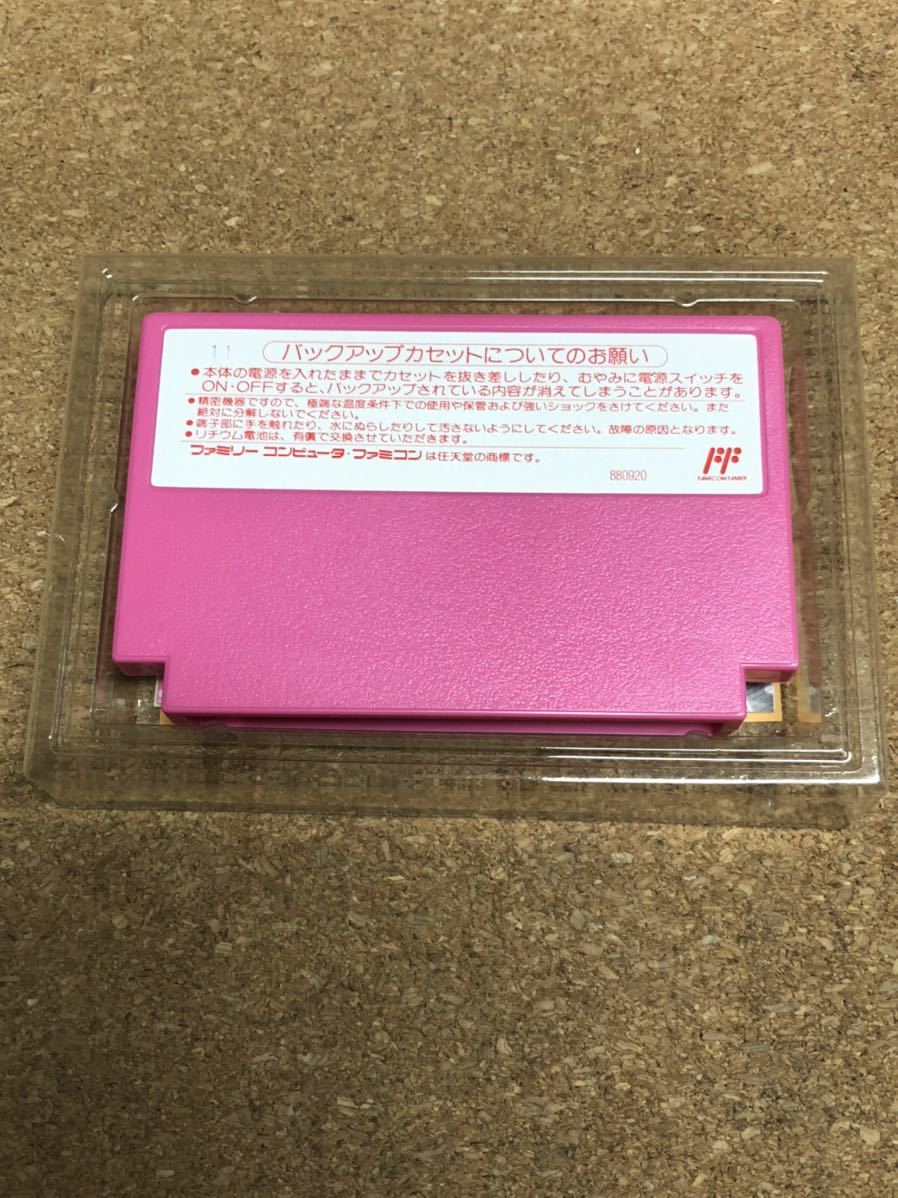 11
バックアップカセットについてのお願い
●本体の電源を入れたままでカセットを抜き差ししたり、むやみに電源スイッチを
ON・OFFすると、バックアップされている内容が消えてしまうことがあります。
●精密機器ですので、極端な温度条件下での使用や保管および強いショックをさけてください。また
絶対に分解しないでください。
●端子部に手を触れたり、水にぬらしたりして汚さないようにしてください。故障の原因となります。
●リチウム電池は、有償で交換させていただきます。
ファミリーコンピュータ・ファミコンは任天堂の商標です。
880920
FAMICOM FAMILY